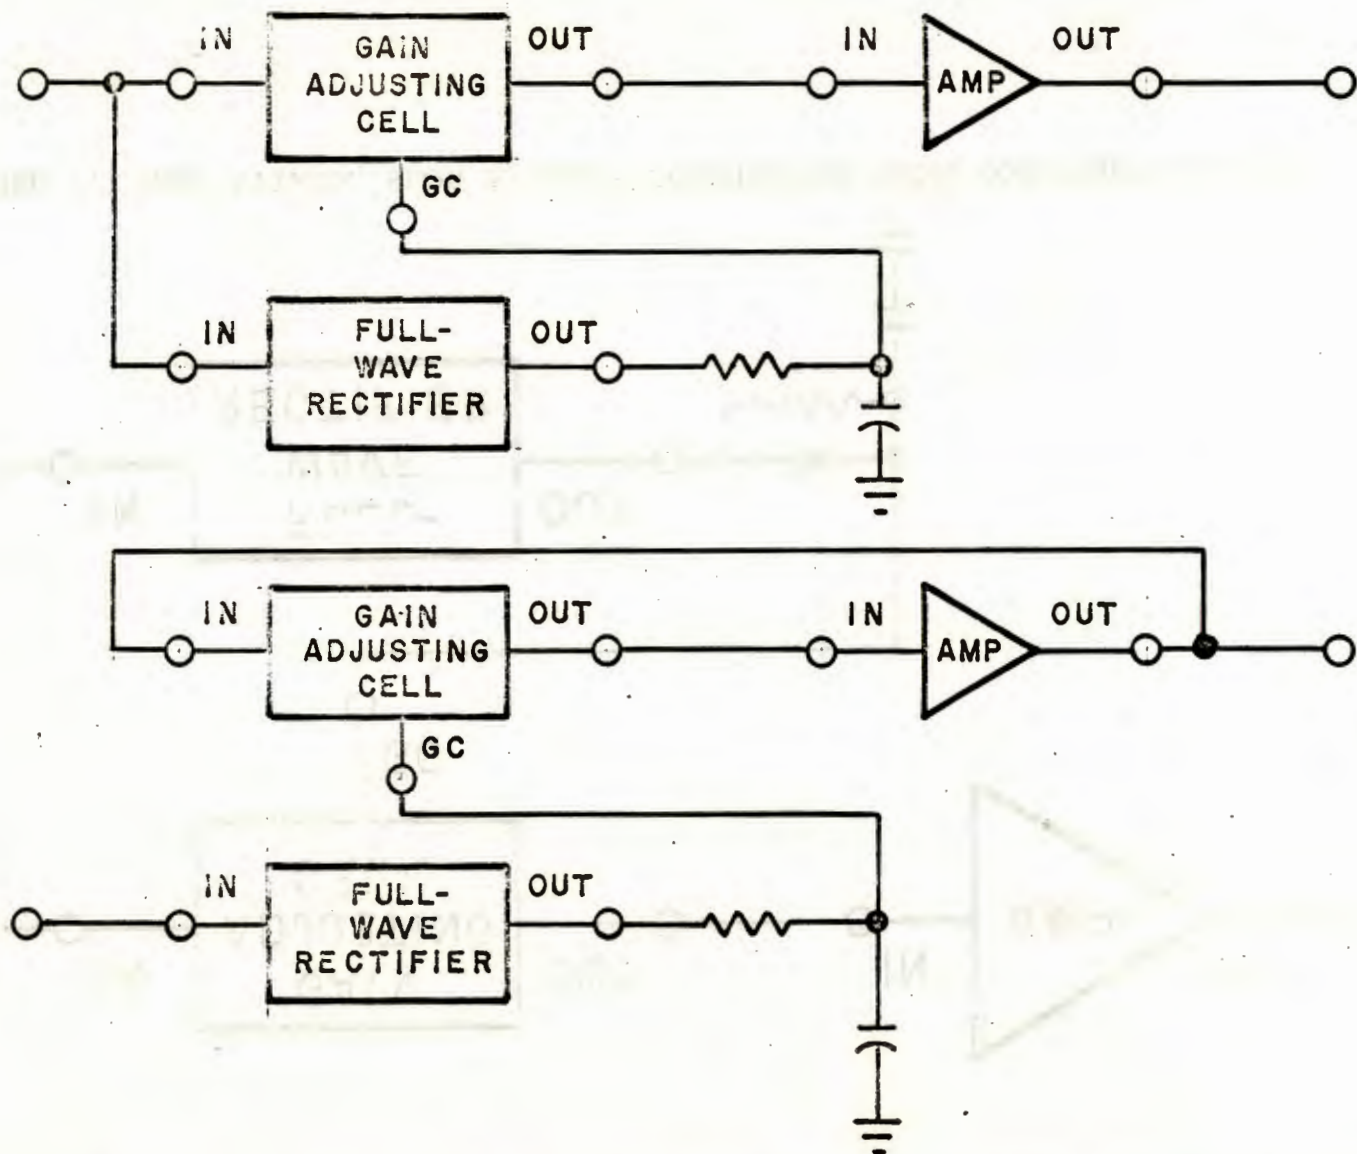 IN
GAIN
ADJUSTING
CELL
OUT
IN
AMP
OUT
GC
IN
FULL-
WAVE
RECTIFIER
OUT
IN
GAIN
ADJUSTING
CELL
OUT
IN
AMP
OUT
GC
IN
FULL-
WAVE
RECTIFIER
OUT